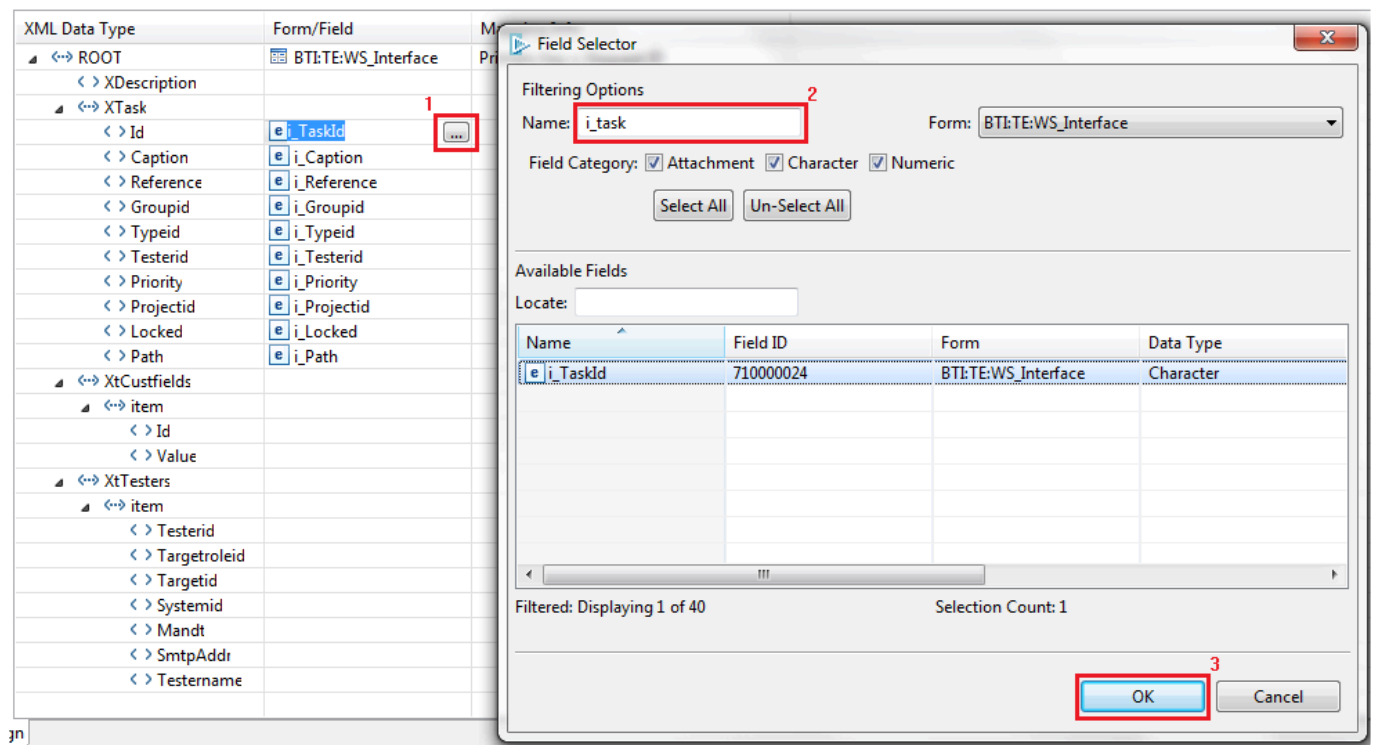 XML Data Type Form/Field
ROOT BTI:TE:WS_Interface Pri
XDescription
XTask 1
Id i_TaskId ...
Caption i_Caption
Reference i_Reference
Groupid i_Groupid
Typeid i_Typeid
Testerid i_Testerid
Priority i_Priority
Projectid i_Projectid
Locked i_Locked
Path i_Path
XtCustfields
item
Id
Value
XtTesters
item
Testerid
Targetroleid
Targetid
Systemid
Mandt
SmtpAddr
Testername
gn
Field Selector
Filtering Options 2
Name: i_task Form: BTI:TE:WS_Interface
Field Category: Attachment Character Numeric
Select All Un-Select All
Available Fields
Locate:
Name Field ID Form Data Type
i_TaskId 710000024 BTI:TE:WS_Interface Character
Filtered: Displaying 1 of 40 Selection Count: 1
3
OK Cancel